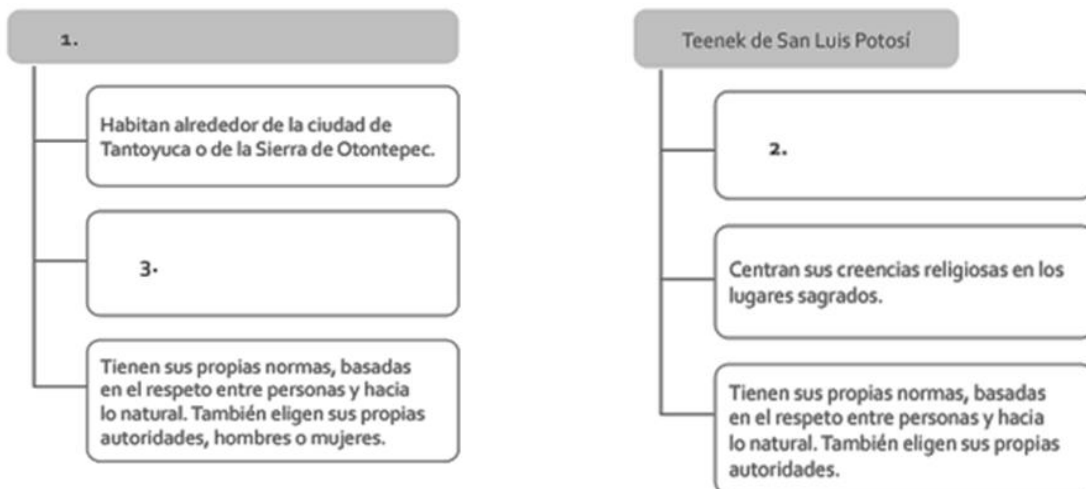 1.
Habitan alrededor de la ciudad de
Tantoyuca o de la Sierra de Otontepec.
3.
Tienen sus propias normas, basadas
en el respeto entre personas y hacia
lo natural. También eligen sus propias
autoridades, hombres o mujeres.
Teenek de San Luis Potosí
2.
Centran sus creencias religiosas en los
lugares sagrados.
Tienen sus propias normas, basadas
en el respeto entre personas y hacia
lo natural. También eligen sus propias
autoridades.